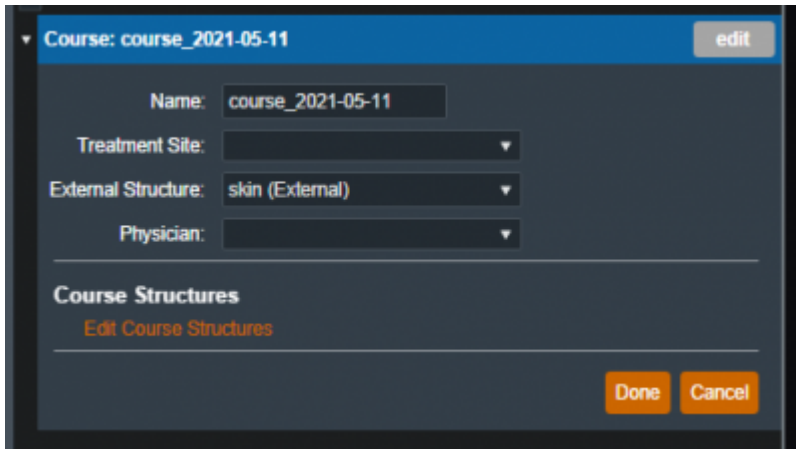 Course: course_2021-05-11 edit
Name: course_2021-05-11
Treatment Site:
External Structure: skin (External)
Physician:
Course Structures
Edit Course Structures
Done Cancel